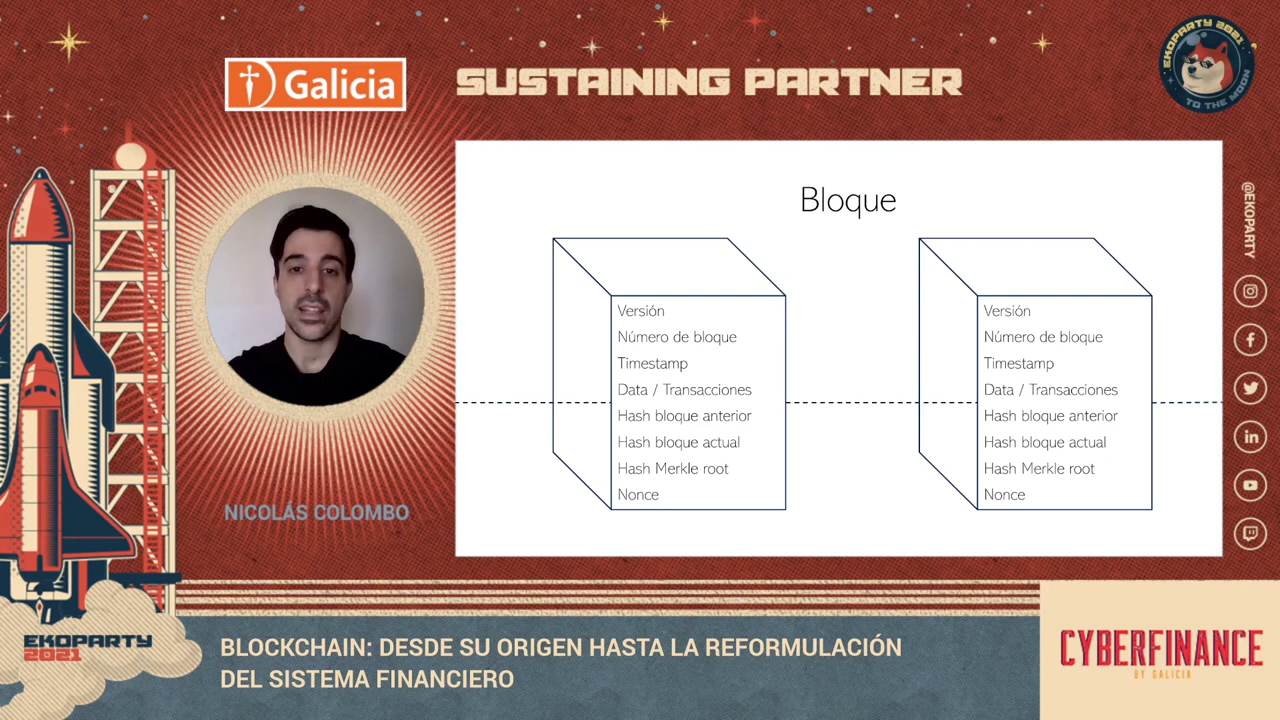 Galicia
SUSTAINING PARTNER
EKOPARTY 2021
TO THE MOON
Bloque
Versión
Número de bloque
Timestamp
Data / Transacciones
Hash bloque anterior
Hash bloque actual
Hash Merkle root
Nonce
Versión
Número de bloque
Timestamp
Data / Transacciones
Hash bloque anterior
Hash bloque actual
Hash Merkle root
Nonce
@EKOPARTY
NICOLÁS COLOMBO
EKOPARTY
2021
BLOCKCHAIN: DESDE SU ORIGEN HASTA LA REFORMULACIÓN
DEL SISTEMA FINANCIERO
CYBERFINANCE
BY GALICIA